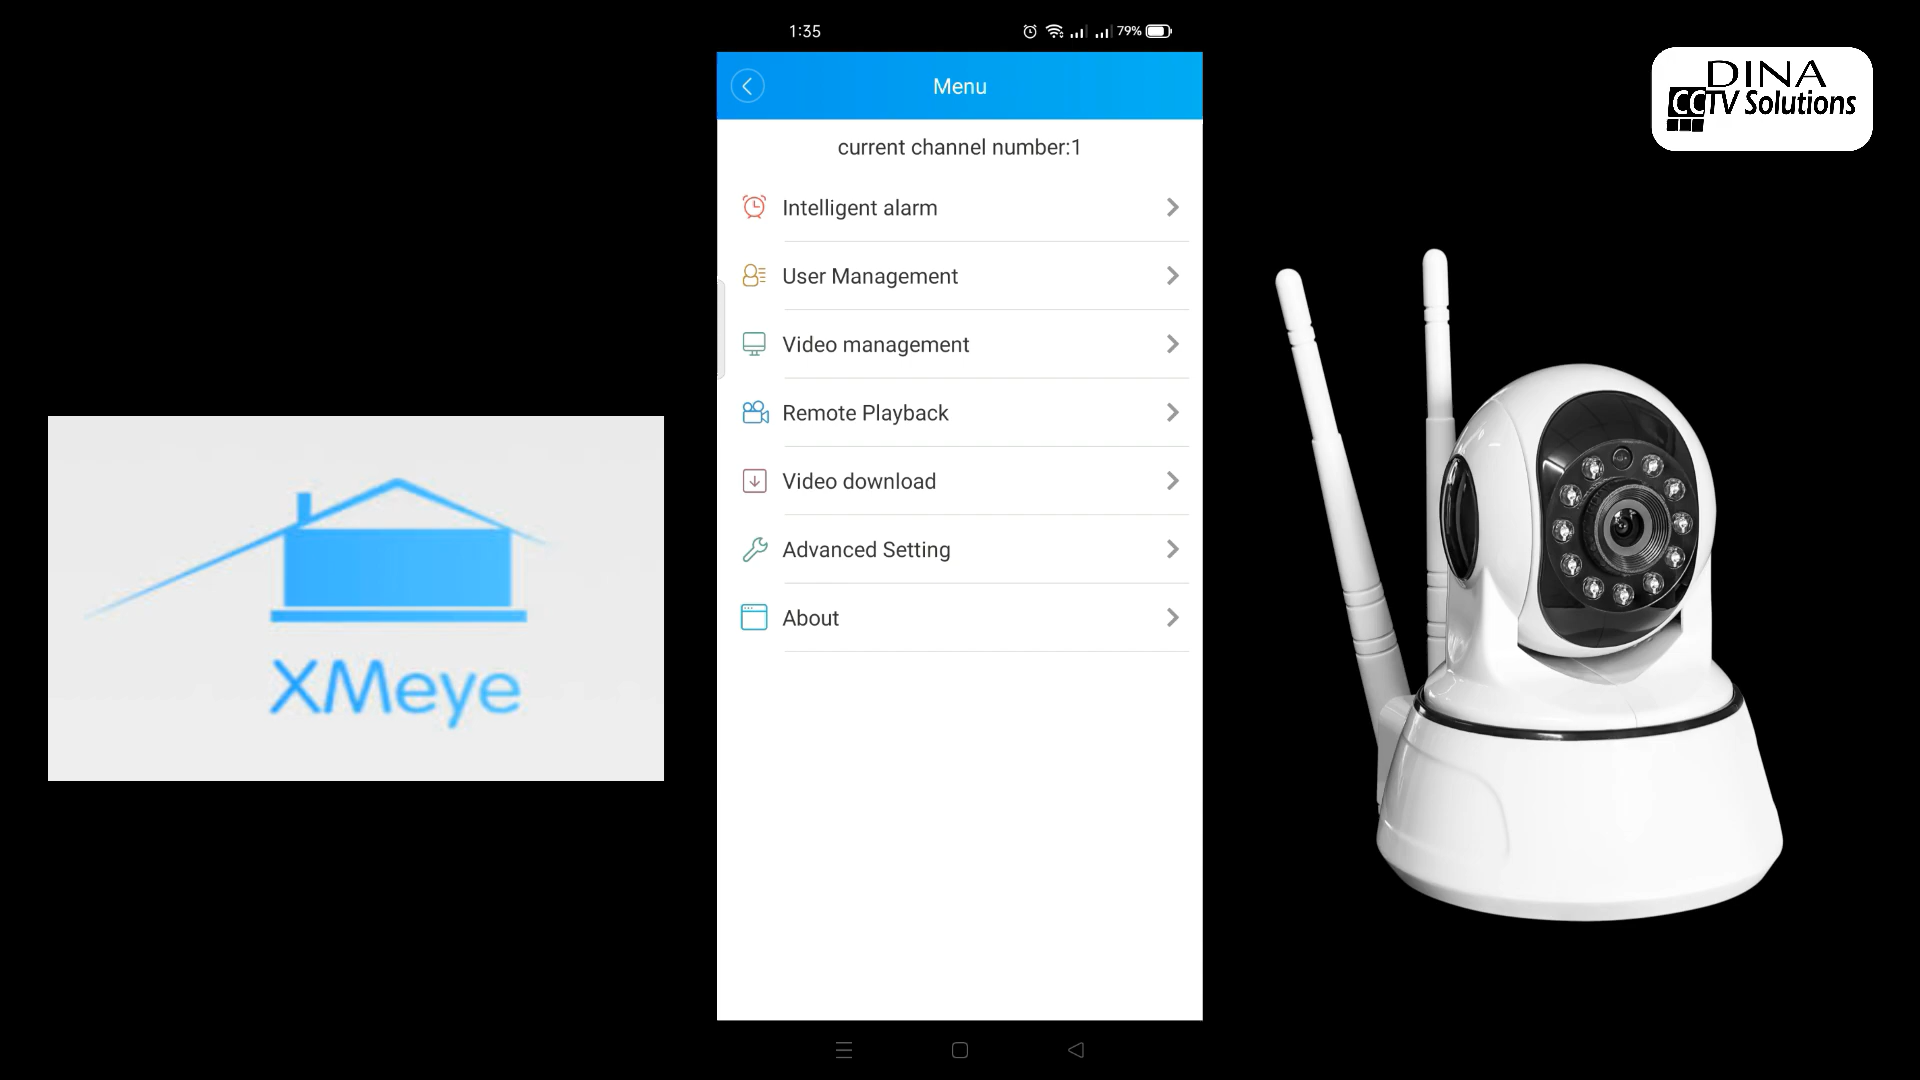 XMeye
1:35
79%
Menu
current channel number:1
Intelligent alarm
User Management
Video management
Remote Playback
Video download
Advanced Setting
About
DINA
CCTV Solutions